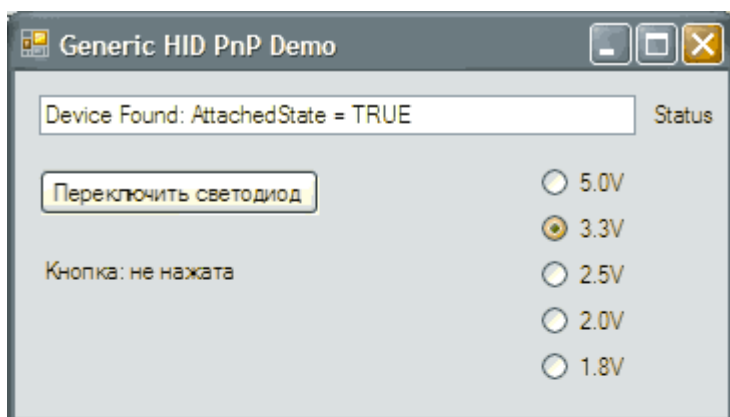 Generic HID PnP Demo
Device Found: AttachedState = TRUE
Status
Переключить светодиод
5.0V
3.3V
Кнопка: не нажата
2.5V
2.0V
1.8V